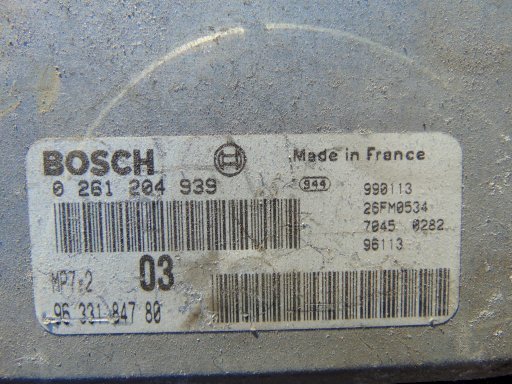 BOSCH
Made in France
0 261 204 939
944
990113
26FM0534
7045 0282
96113
MP7.2 03
96 331 847 80